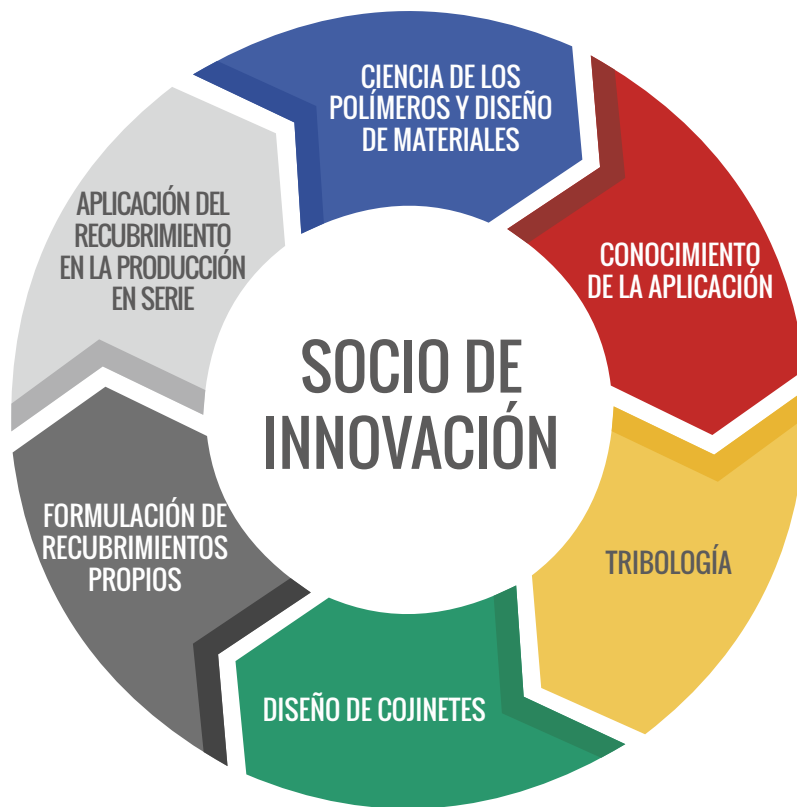 CIENCIA DE LOS
POLÍMEROS Y DISEÑO
DE MATERIALES
CONOCIMIENTO
DE LA APLICACIÓN
TRIBOLOGÍA
DISEÑO DE COJINETES
FORMULACIÓN DE
RECUBRIMIENTOS
PROPIOS
APLICACIÓN DEL
RECUBRIMIENTO
EN LA PRODUCCIÓN
EN SERIE
SOCIO DE
INNOVACIÓN